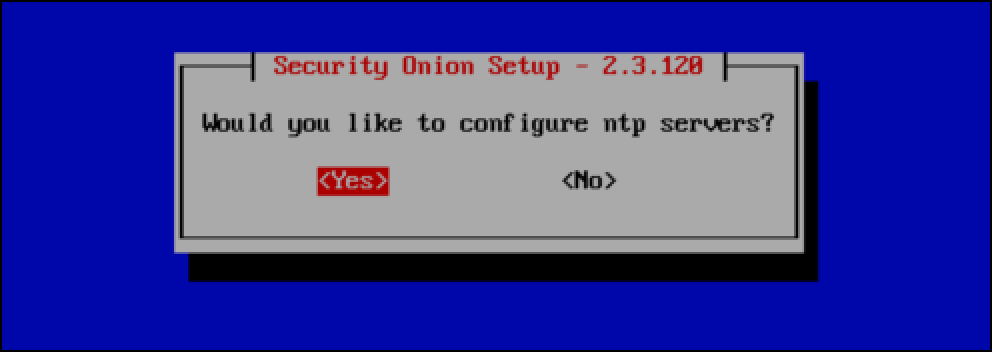 Security Onion Setup - 2.3.120
Would you like to configure ntp servers?
<Yes> <No>